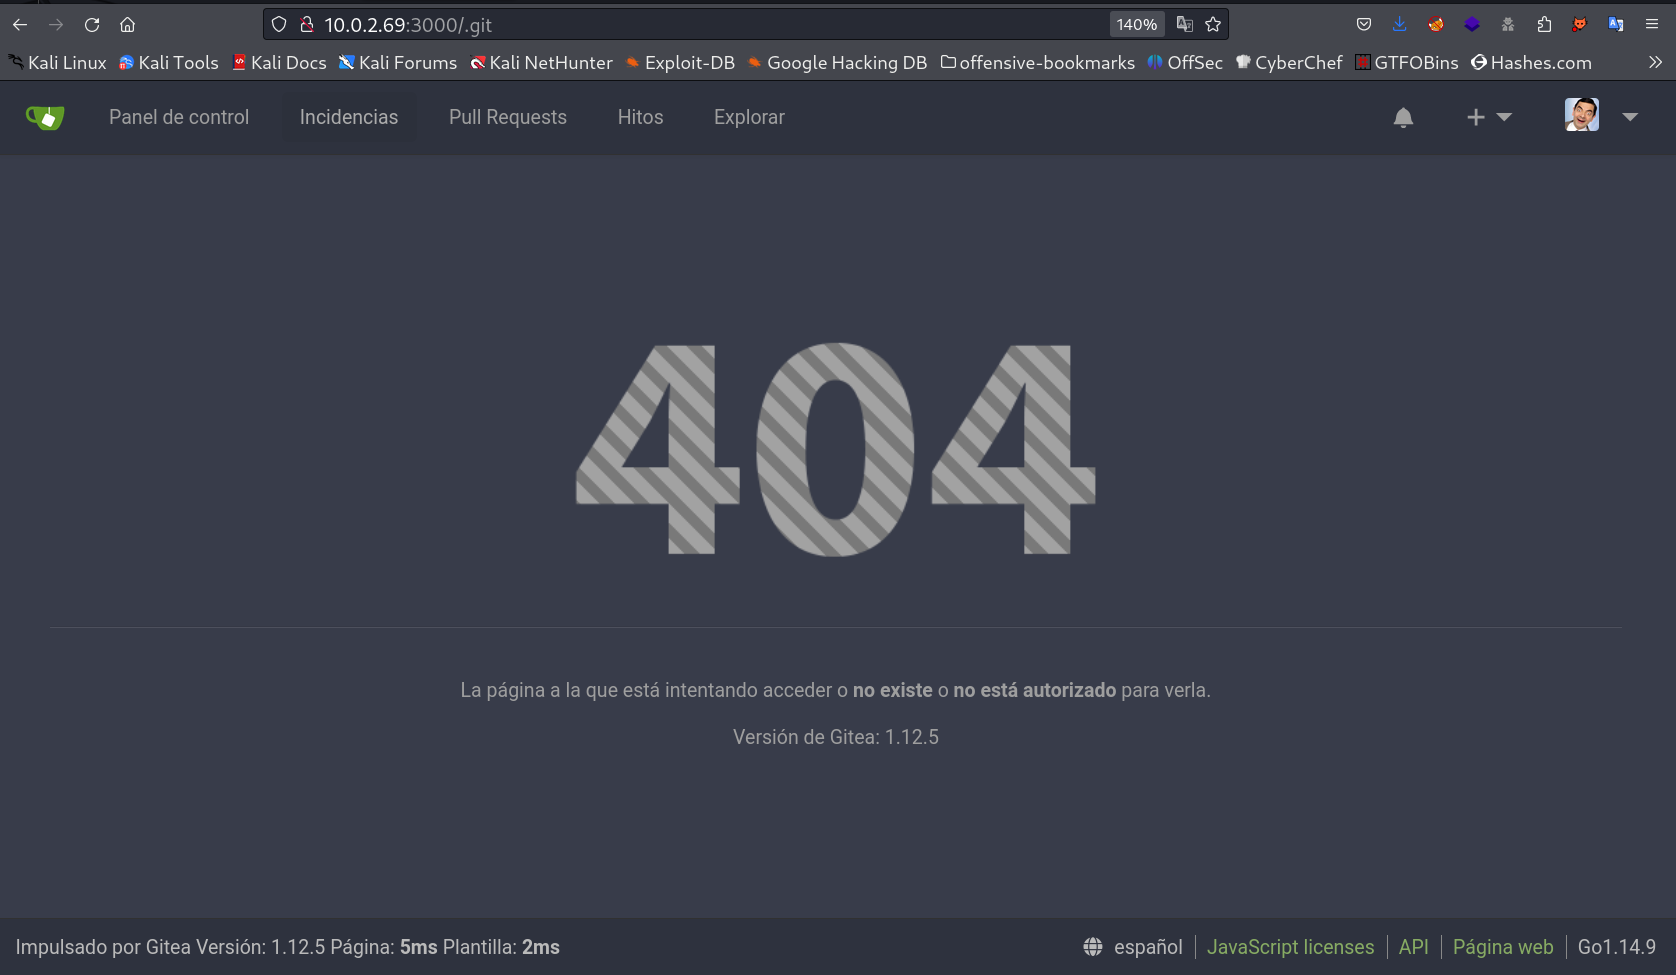 10.0.2.69:3000/.git 140%
Kali Linux Kali Tools Kali Docs Kali Forums Kali NetHunter Exploit-DB Google Hacking DB offensive-bookmarks OffSec CyberChef GTFOBins Hashes.com
Panel de control Incidencias Pull Requests Hitos Explorar
404
La página a la que está intentando acceder o no existe o no está autorizado para verla.
Versión de Gitea: 1.12.5
Impulsado por Gitea Versión: 1.12.5 Página: 5ms Plantilla: 2ms español JavaScript licenses API Página web Go1.14.9